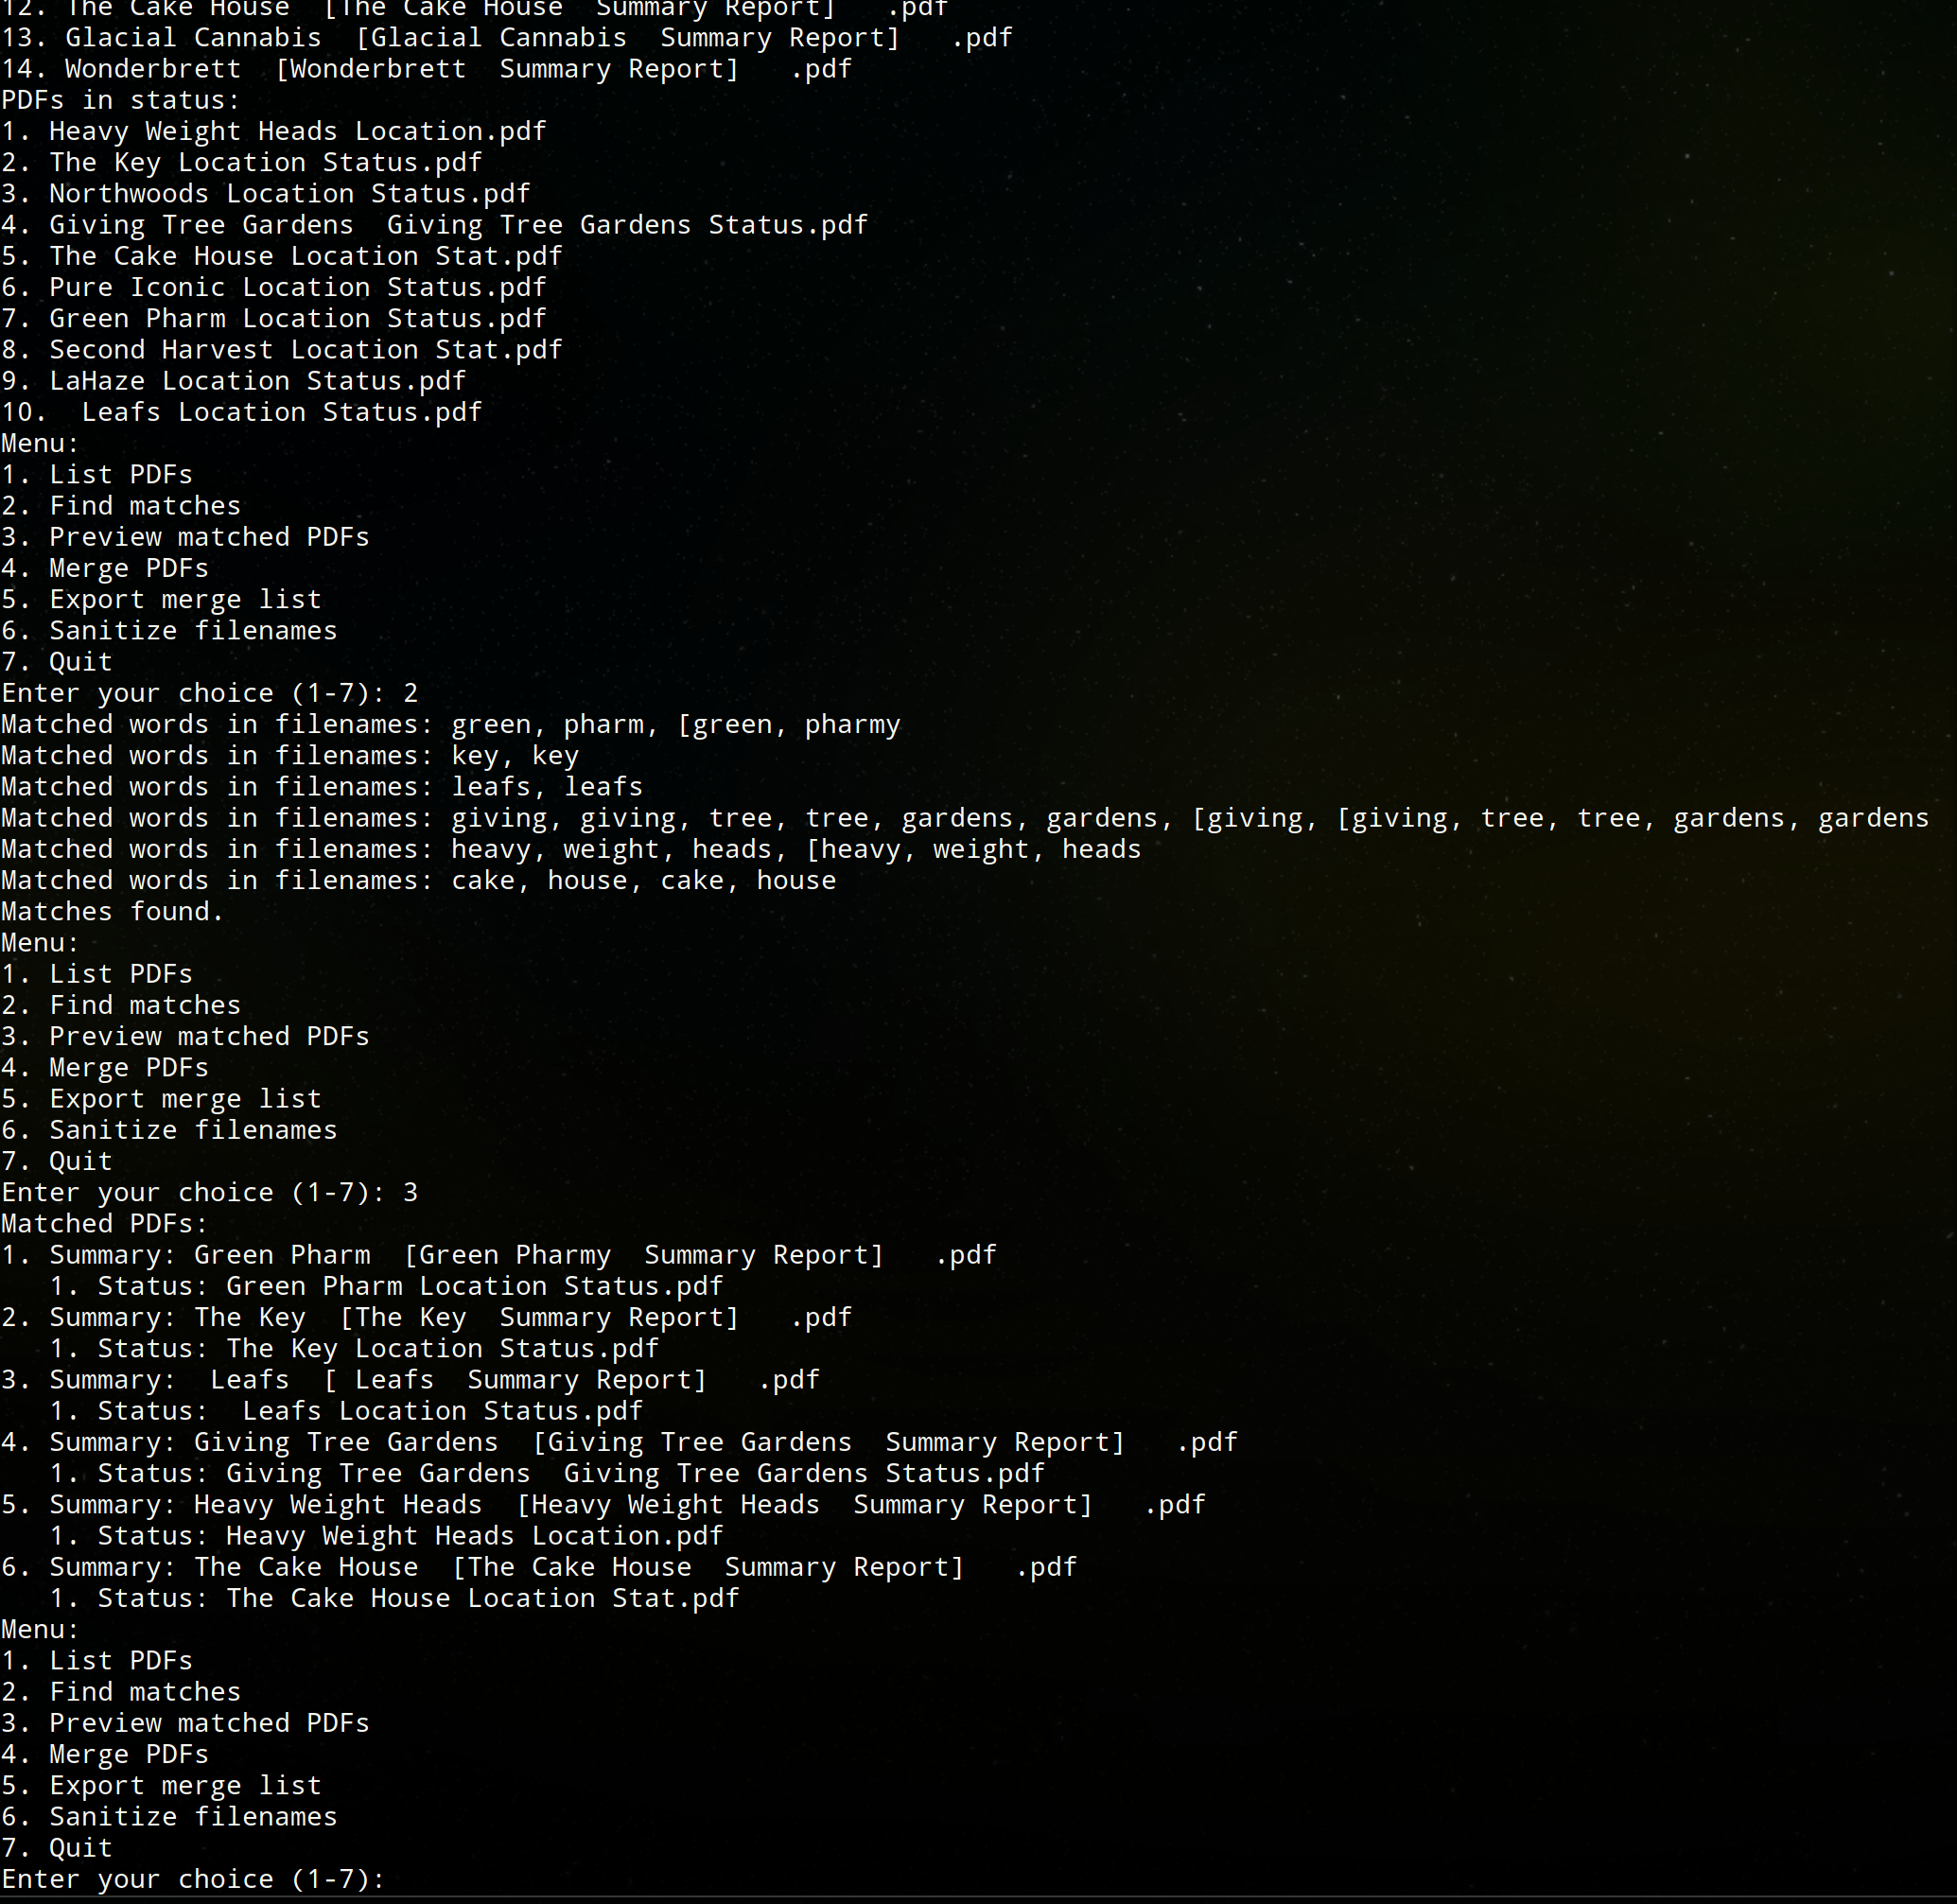 12. The Cake House  [The Cake House  Summary Report]   .pdf
13. Glacial Cannabis  [Glacial Cannabis  Summary Report]   .pdf
14. Wonderbrett  [Wonderbrett  Summary Report]   .pdf
PDFs in status:
1. Heavy Weight Heads Location.pdf
2. The Key Location Status.pdf
3. Northwoods Location Status.pdf
4. Giving Tree Gardens  Giving Tree Gardens Status.pdf
5. The Cake House Location Stat.pdf
6. Pure Iconic Location Status.pdf
7. Green Pharm Location Status.pdf
8. Second Harvest Location Stat.pdf
9. LaHaze Location Status.pdf
10.  Leafs Location Status.pdf
Menu:
1. List PDFs
2. Find matches
3. Preview matched PDFs
4. Merge PDFs
5. Export merge list
6. Sanitize filenames
7. Quit
Enter your choice (1-7): 2
Matched words in filenames: green, pharm, [green, pharmy
Matched words in filenames: key, key
Matched words in filenames: leafs, leafs
Matched words in filenames: giving, giving, tree, tree, gardens, gardens, [giving, [giving, tree, tree, gardens, gardens
Matched words in filenames: heavy, weight, heads, [heavy, weight, heads
Matched words in filenames: cake, house, cake, house
Matches found.
Menu:
1. List PDFs
2. Find matches
3. Preview matched PDFs
4. Merge PDFs
5. Export merge list
6. Sanitize filenames
7. Quit
Enter your choice (1-7): 3
Matched PDFs:
1. Summary: Green Pharm  [Green Pharmy  Summary Report]   .pdf
   1. Status: Green Pharm Location Status.pdf
2. Summary: The Key  [The Key  Summary Report]   .pdf
   1. Status: The Key Location Status.pdf
3. Summary:  Leafs  [ Leafs  Summary Report]   .pdf
   1. Status:  Leafs Location Status.pdf
4. Summary: Giving Tree Gardens  [Giving Tree Gardens  Summary Report]   .pdf
   1. Status: Giving Tree Gardens  Giving Tree Gardens Status.pdf
5. Summary: Heavy Weight Heads  [Heavy Weight Heads  Summary Report]   .pdf
   1. Status: Heavy Weight Heads Location.pdf
6. Summary: The Cake House  [The Cake House  Summary Report]   .pdf
   1. Status: The Cake House Location Stat.pdf
Menu:
1. List PDFs
2. Find matches
3. Preview matched PDFs
4. Merge PDFs
5. Export merge list
6. Sanitize filenames
7. Quit
Enter your choice (1-7):